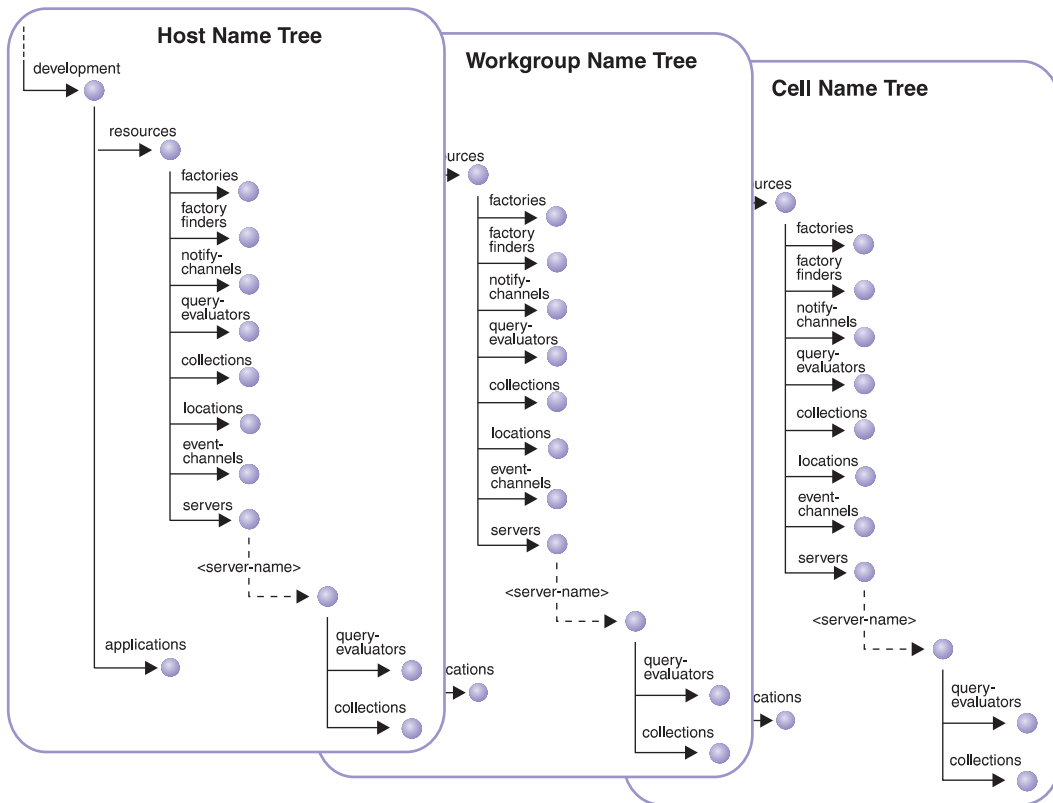 Host Name Tree
development
resources
factories
factory
finders
notify-
channels
query-
evaluators
collections
locations
event-
channels
servers
<server-name>
query-
evaluators
collections
applications
Workgroup Name Tree
urces
factories
factory
finders
notify-
channels
query-
evaluators
collections
locations
event-
channels
servers
<server-name>
query-
evaluators
collections
cations
Cell Name Tree
urces
factories
factory
finders
notify-
channels
query-
evaluators
collections
locations
event-
channels
servers
<server-name>
query-
evaluators
collections
cations